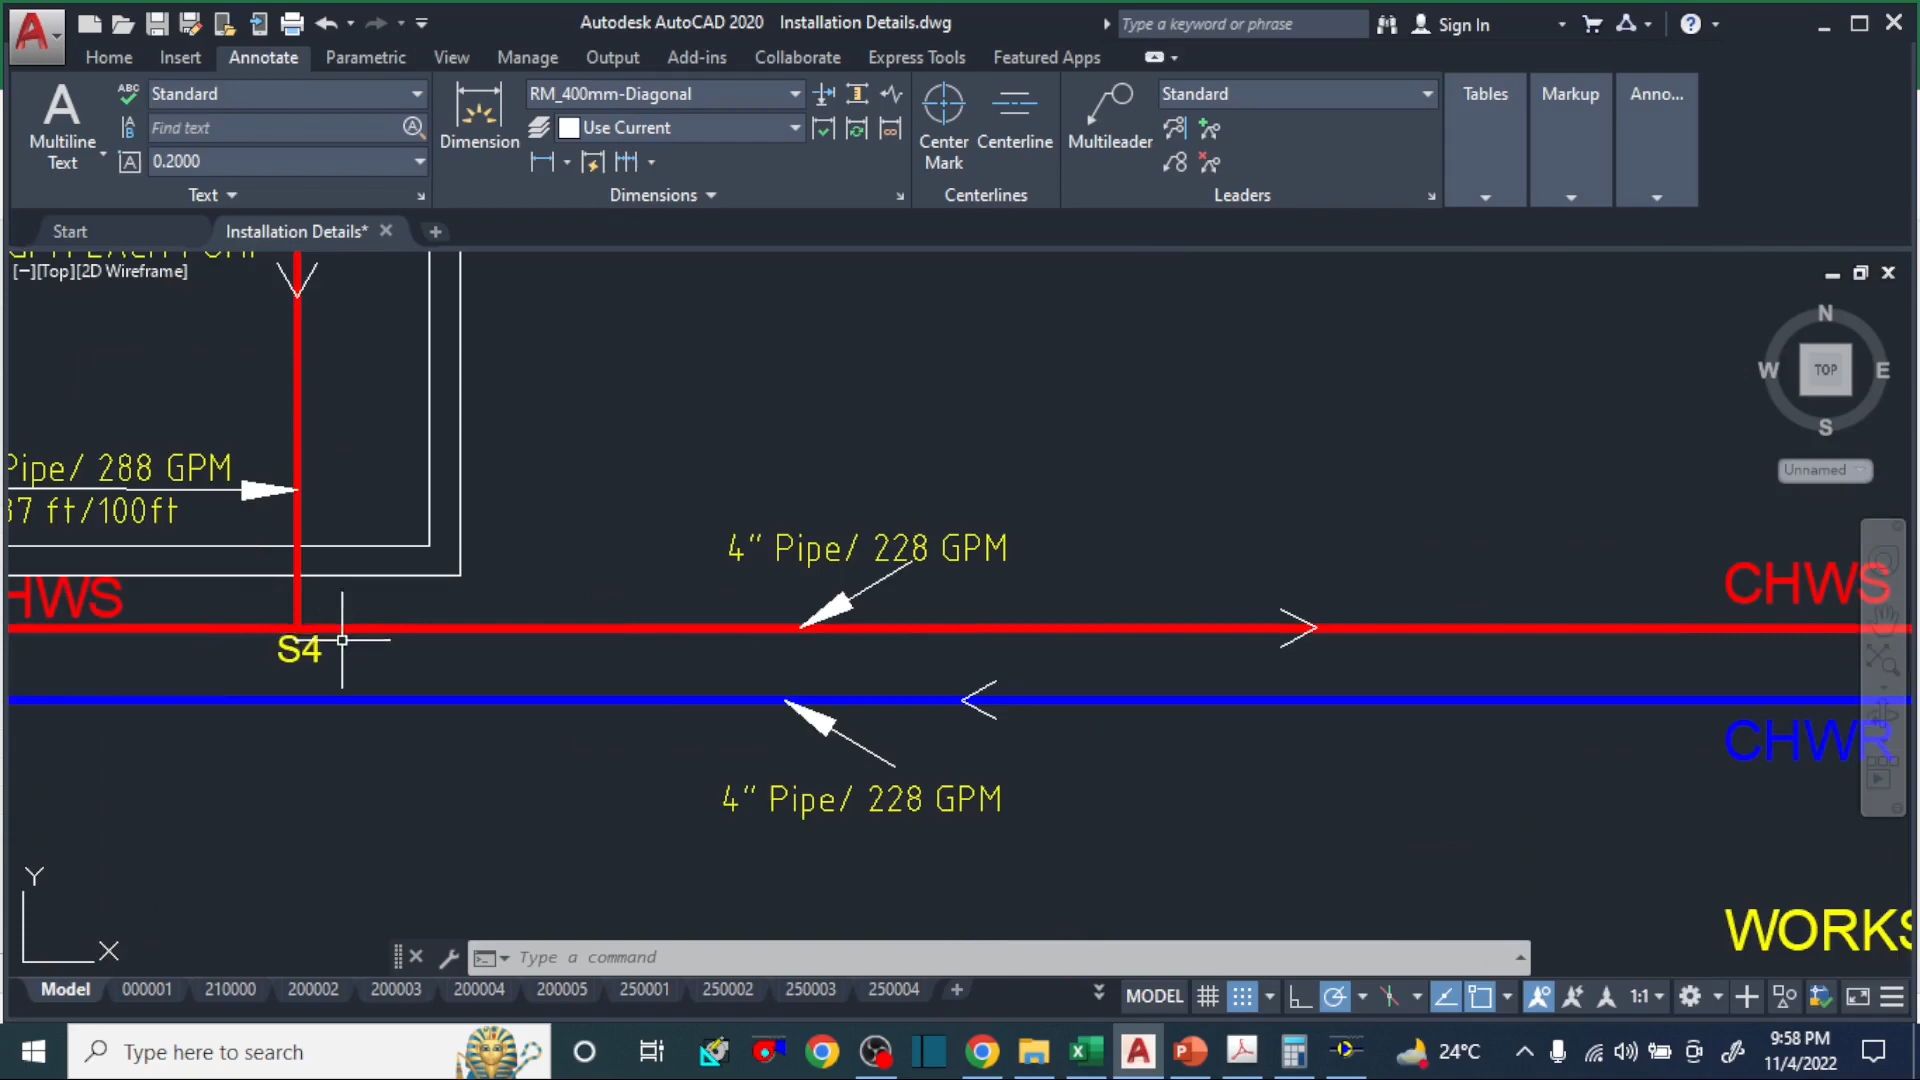 Autodesk AutoCAD 2020 Installation Details.dwg
Type a keyword or phrase
Sign In
Home Insert Annotate Parametric View Manage Output Add-ins Collaborate Express Tools Featured Apps
Multiline Text
ABC
Standard
Find text
0.2000
Text
Dimension
RM_400mm-Diagonal
Use Current
Dimensions
Center Mark
Centerline
Centerlines
Multileader
Standard
Leaders
Tables
Markup
Anno...
Start
Installation Details*
[−][Top][2D Wireframe]
N
W TOP E
S
Unnamed
Pipe/ 288 GPM
37 ft/100ft
4" Pipe/ 228 GPM
HWS
CHWS
S4
CHWR
4" Pipe/ 228 GPM
WORKS
Y
X
Type a command
Model 000001 210000 200002 200003 200004 200005 250001 250002 250003 250004
MODEL
1:1
Type here to search
24°C
9:58 PM
11/4/2022